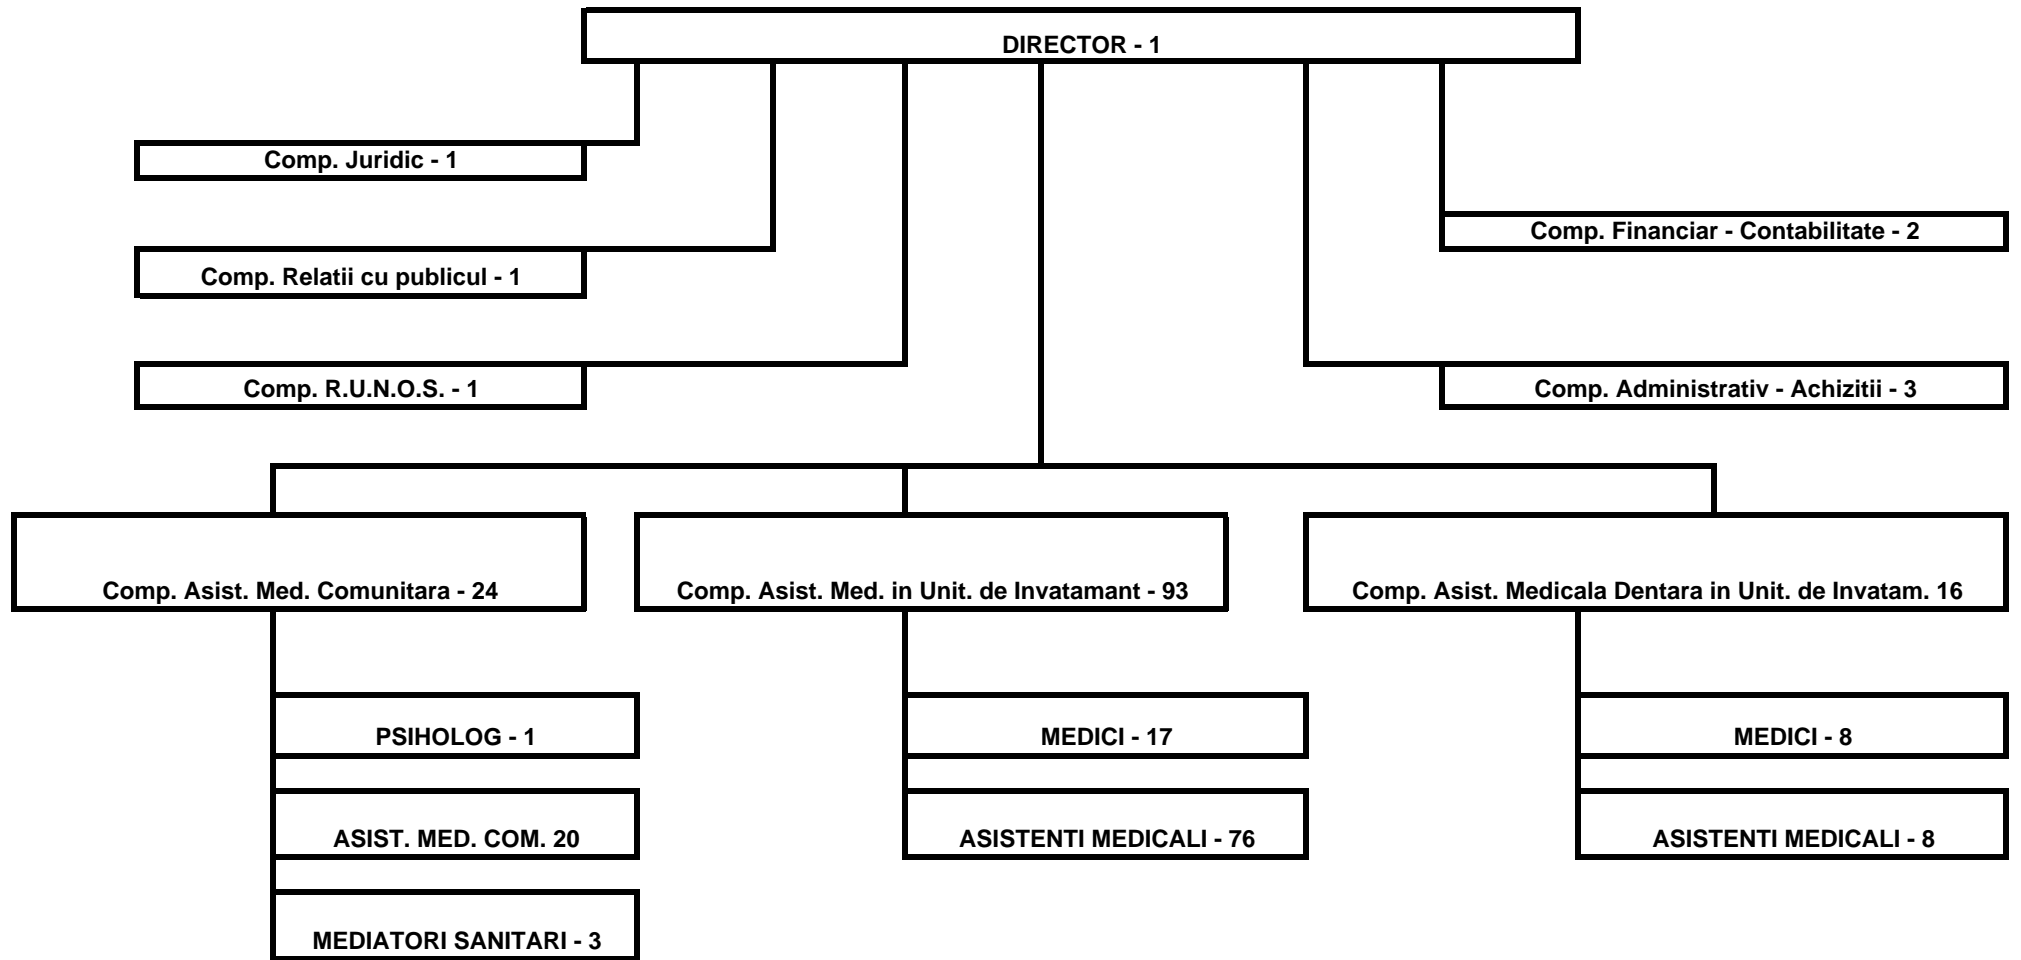 DIRECTOR - 1
Comp. Juridic - 1
Comp. Financiar - Contabilitate - 2
Comp. Relatii cu publicul - 1
Comp. R.U.N.O.S. - 1
Comp. Administrativ - Achizitii - 3
Comp. Asist. Med. Comunitara - 24
Comp. Asist. Med. in Unit. de Invatamant - 93
Comp. Asist. Medicala Dentara in Unit. de Invatam. 16
PSIHOLOG - 1
MEDICI - 17
MEDICI - 8
ASIST. MED. COM. 20
ASISTENTI MEDICALI - 76
ASISTENTI MEDICALI - 8
MEDIATORI SANITARI - 3